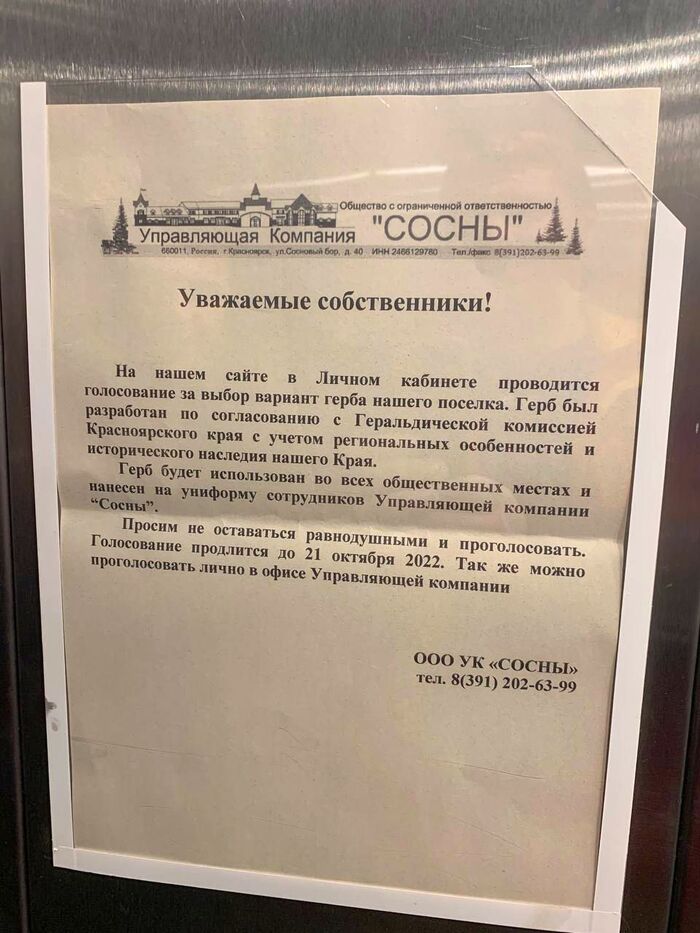 Общество с ограниченной ответственностью
Управляющая Компания "СОСНЫ"
660011, Россия, г.Красноярск, ул.Сосновый бор, д. 40 ИНН 2466129760 Тел./факс 8(391)202-63-99
Уважаемые собственники!
На нашем сайте в Личном кабинете проводится
голосование за выбор вариант герба нашего поселка. Герб был
разработан по согласованию с Геральдической комиссией
Красноярского края с учетом региональных особенностей и
исторического наследия нашего Края.
Герб будет использован во всех общественных местах и
нанесен на униформу сотрудников Управляющей компании
“Сосны”.
Просим не оставаться равнодушными и проголосовать.
Голосование продлится до 21 октября 2022. Так же можно
проголосовать лично в офисе Управляющей компании
ООО УК «СОСНЫ»
тел. 8(391) 202-63-99